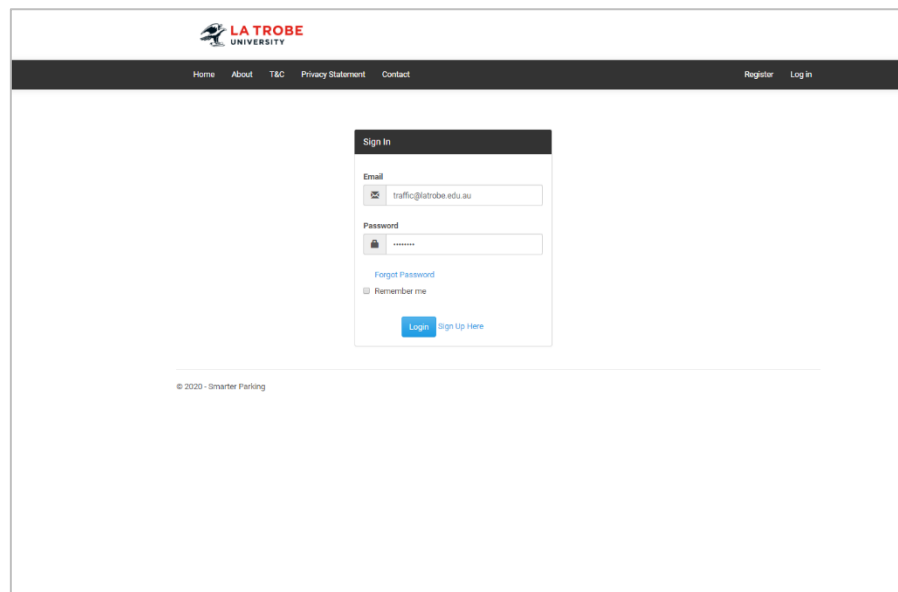 LA TROBE
UNIVERSITY
Home About T&C Privacy Statement Contact Register Log in
Sign In
Email
traffic@latrobe.edu.au
Password
••••••••
Forgot Password
Remember me
Login Sign Up Here
© 2020 - Smarter Parking